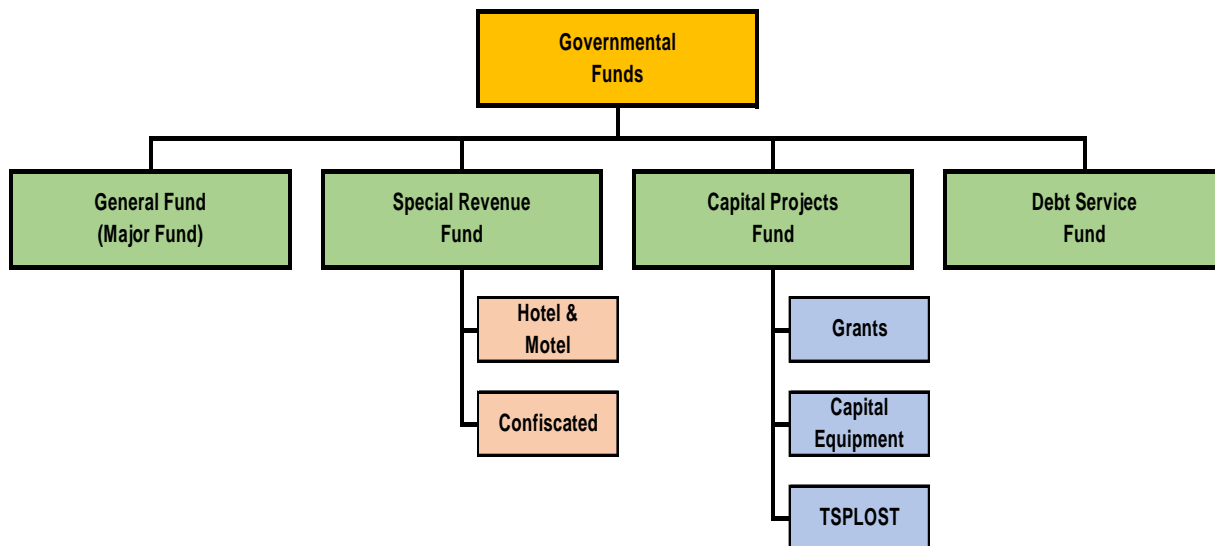 Governmental
Funds
General Fund
(Major Fund)
Special Revenue
Fund
Capital Projects
Fund
Debt Service
Fund
Hotel &
Motel
Grants
Confiscated
Capital
Equipment
TSPLOST